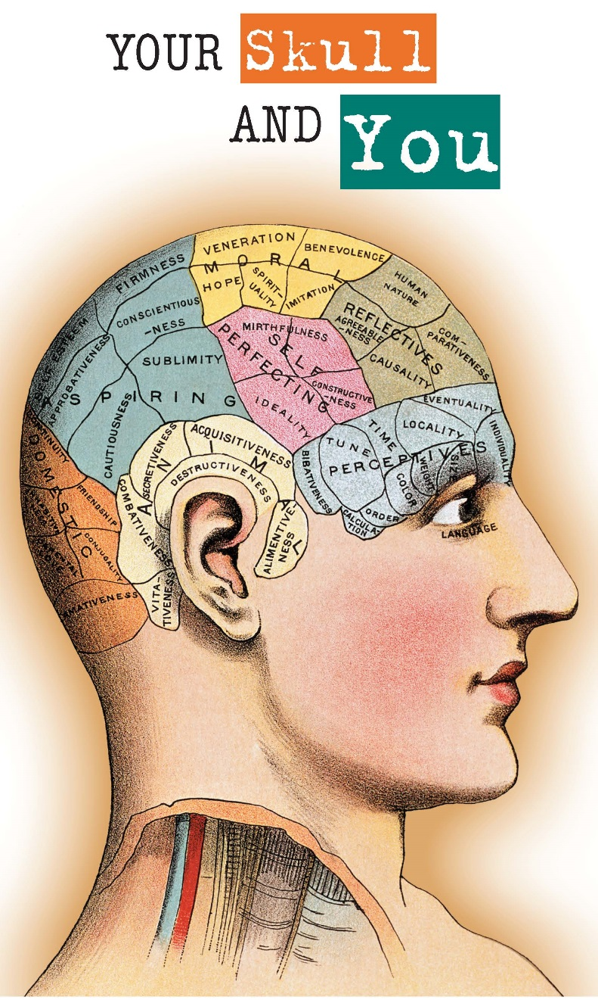 YOUR Skull
AND You
VENERATION
BENEVOLENCE
MORAL
FIRMNESS
HOPE
SPIRIT-
UALITY
IMITATION
HUMAN
NATURE
CONSCIENTIOUS
-NESS
MIRTHFULNESS
REFLECTIVES
AGREEABLE
-NESS
COM-
PARATIVENESS
SELF
PERFECTING
SUBLIMITY
CAUSALITY
APPROBATIVENESS
CONSTRUCTIVE
-NESS
ASPIRING
IDEALITY
EVENTUALITY
CAUTIOUSNESS
TIME
LOCALITY
INDIVIDUALITY
TUNE
PERCEPTIVES
SECRETIVENESS
ACQUISITIVENESS
ANIMAL
DESTRUCTIVENESS
BIBATIVENESS
WEIGHT
SIZE
COLOR
ORDER
CALCULA-
TION
DOMESTIC
FRIENDSHIP
COMBATIVENESS
ALIMENTIVE-
NESS
LANGUAGE
CONJUGALITY
VITA-
TIVENESS
AMATIVENESS